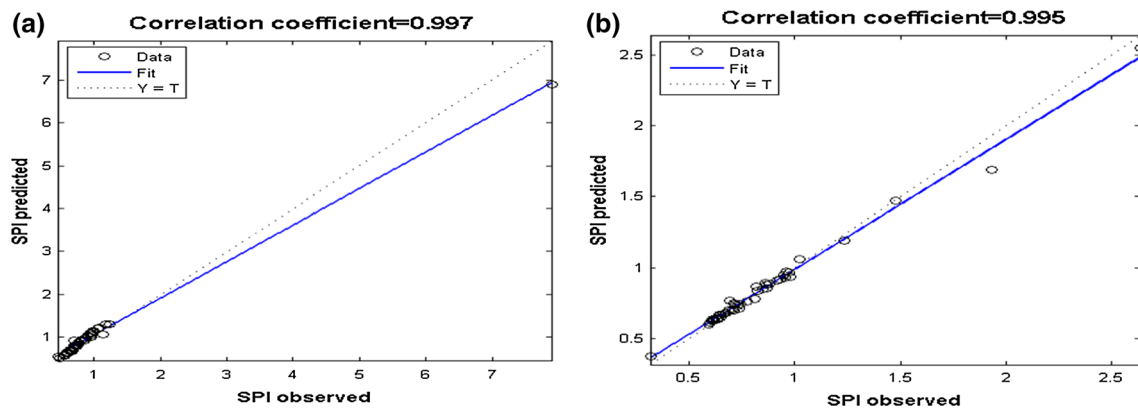 (a)
Correlation coefficient=0.997
Data
Fit
Y = T
7
6
5
4
3
2
1
SPI predicted
1 2 3 4 5 6 7
SPI observed
(b)
Correlation coefficient=0.995
Data
Fit
Y = T
2.5
2
1.5
1
0.5
SPI predicted
0.5 1 1.5 2 2.5
SPI observed